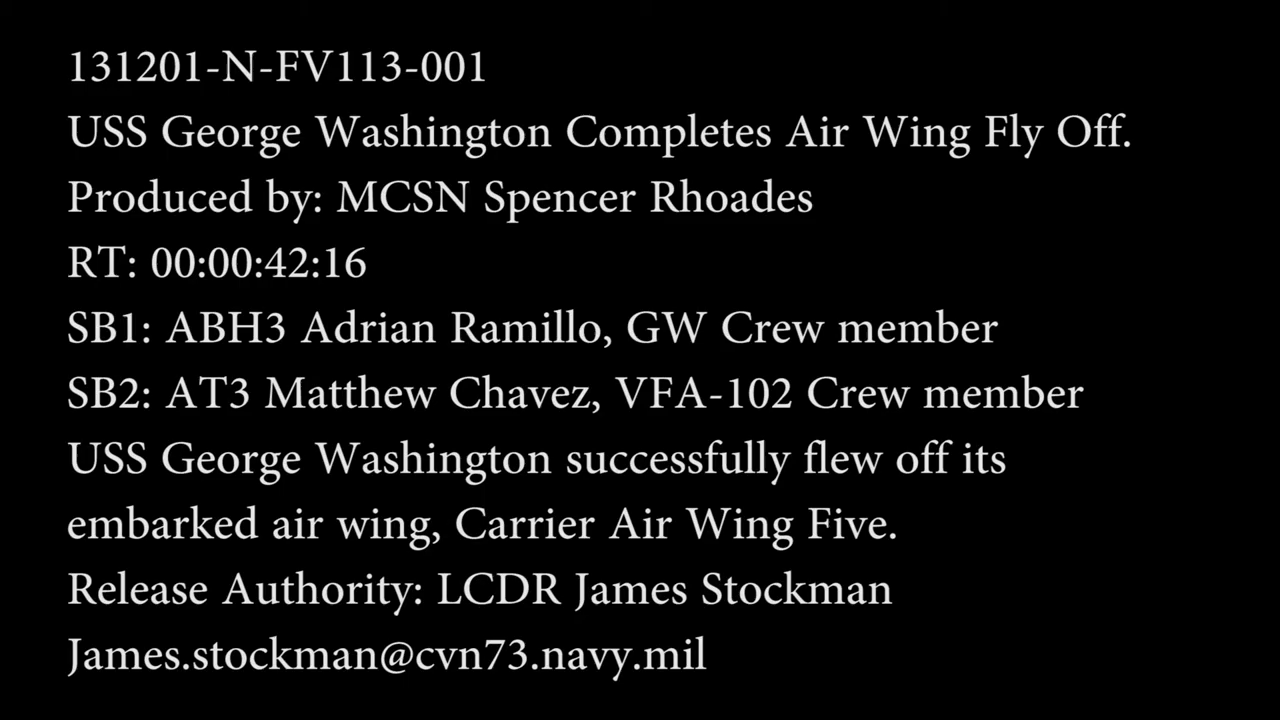 131201-N-FV113-001
USS George Washington Completes Air Wing Fly Off.
Produced by: MCSN Spencer Rhoades
RT: 00:00:42:16
SB1: ABH3 Adrian Ramillo, GW Crew member
SB2: AT3 Matthew Chavez, VFA-102 Crew member
USS George Washington successfully flew off its
embarked air wing, Carrier Air Wing Five.
Release Authority: LCDR James Stockman
James.stockman@cvn73.navy.mil